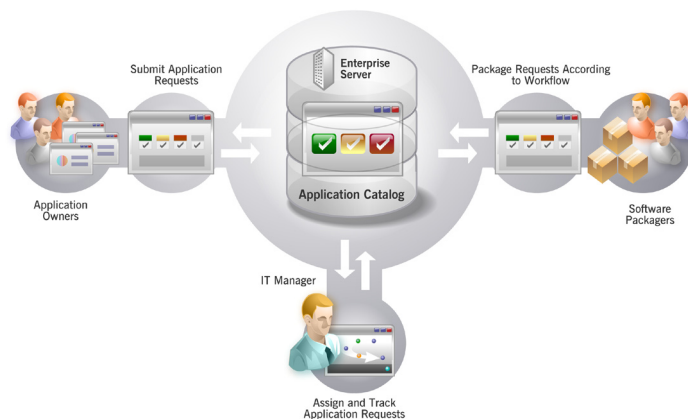 Submit Application
Requests
Enterprise
Server
Package Requests According
to Workflow
Application Catalog
Application
Owners
Software
Packagers
IT Manager
Assign and Track
Application Requests